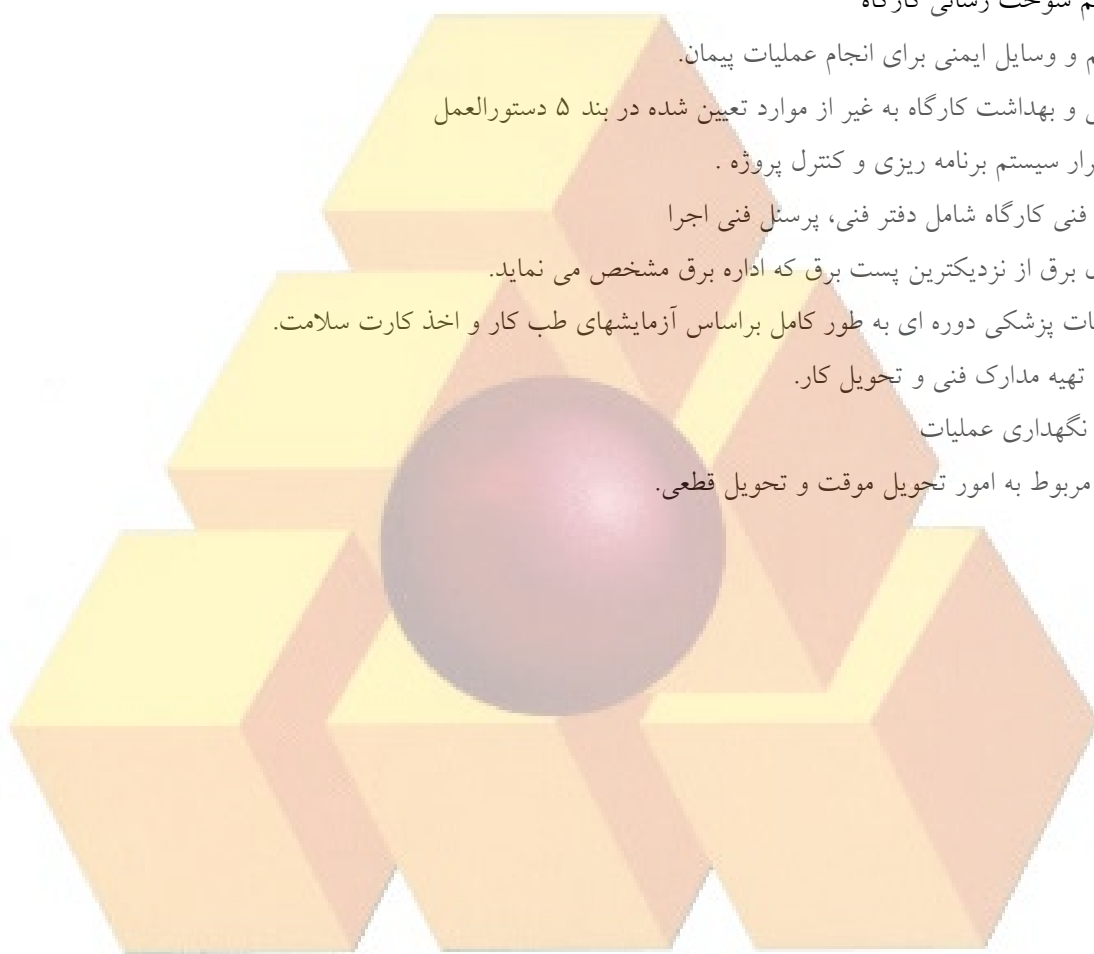 سوخت رسانی کارگاه
و وسایل ایمنی برای انجام عملیات پیمان.
و بهداشت کارگاه به غیر از موارد تعیین شده در بند ۵ دستورالعمل
سیستم برنامه ریزی و کنترل پروژه .
فنی کارگاه شامل دفتر فنی، پرسنل فنی اجرا
برق از نزدیکترین پست برق که اداره برق مشخص می نماید.
پزشکی دوره ای به طور کامل براساس آزمایشهای طب کار و اخذ کارت سلامت.
تهیه مدارک فنی و تحویل کار.
نگهداری عملیات
مربوط به امور تحویل موقت و تحویل قطعی.